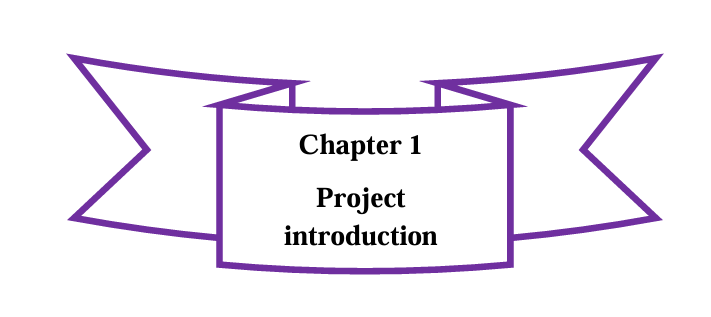 Chapter 1
Project
introduction